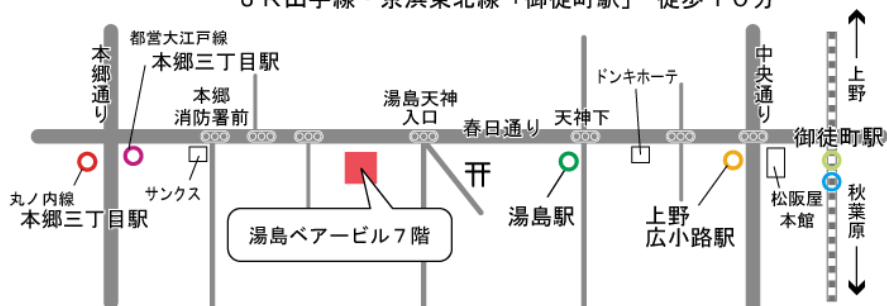 JR山手線・京浜東北線「御徒町駅」 徒歩10分
都営大江戸線
本郷三丁目駅
本郷通り
本郷
消防署前
湯島天神
入口
春日通り
天神下
ドンキホーテ
中央通り
上野
御徒町駅
丸ノ内線
本郷三丁目駅
サンクス
湯島ベアービル7階
湯島駅
上野
広小路駅
松阪屋
本館
秋葉原